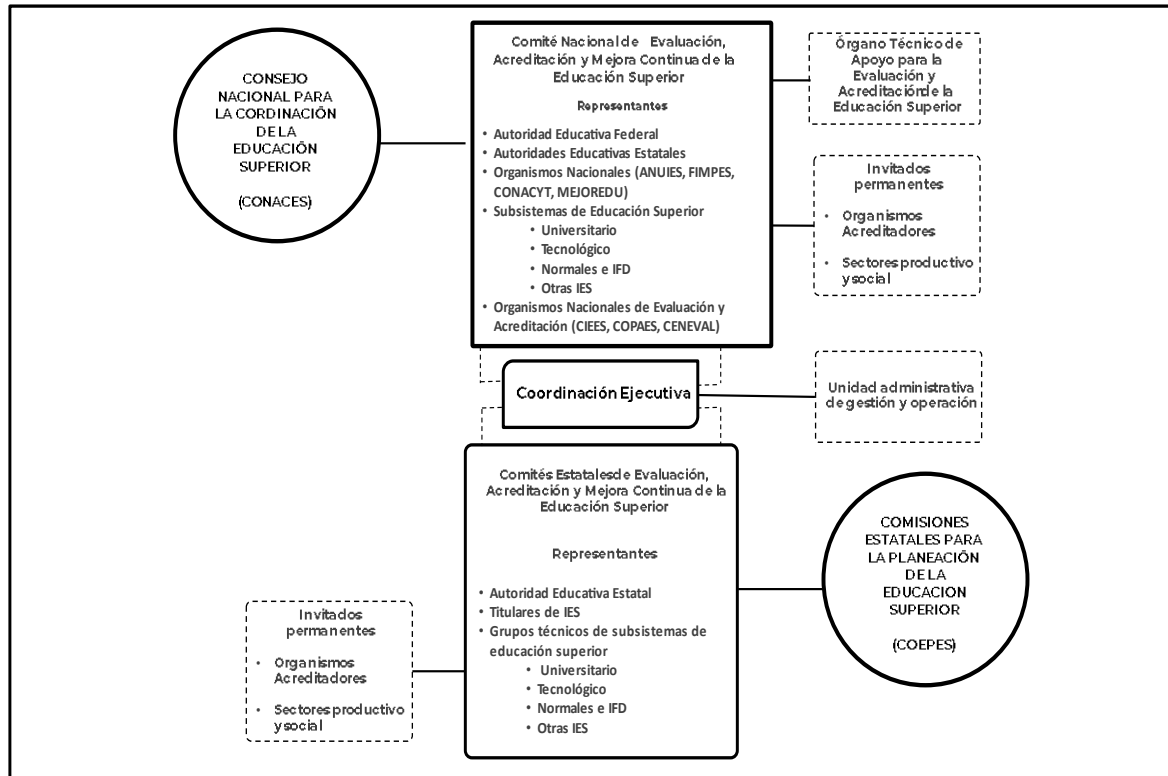 CONSEJO
NACIONAL PARA
LA CORDINACIÓN
DE LA
EDUCACIÓN
SUPERIOR
(CONACES)
Comité Nacional de Evaluación,
Acreditación y Mejora Continua de la
Educación Superior
Representantes
• Autoridad Educativa Federal
• Autoridades Educativas Estatales
• Organismos Nacionales (ANUIES, FIMPES,
CONACYT, MEJOREDU)
• Subsistemas de Educación Superior
• Universitario
• Tecnológico
• Normales e IFD
• Otras IES
• Organismos Nacionales de Evaluación y
Acreditación (CIEES, COPAES, CENEVAL)
Órgano Técnico de
Apoyo para la
Evaluación y
Acreditaciónde la
Educación Superior
Invitados
permanentes
• Organismos
Acreditadores
• Sectores productivo
ysocial
Coordinación Ejecutiva
Unidad administrativa
de gestión y operación
Comités Estatalesde Evaluación,
Acreditación y Mejora Continua de la
Educación Superior
Representantes
• Autoridad Educativa Estatal
• Titulares de IES
• Grupos técnicos de subsistemas de
educación superior
• Universitario
• Tecnológico
• Normales e IFD
• Otras IES
COMISIONES
ESTATALES PARA
LA PLANEACIÓN
DE LA
EDUCACION
SUPERIOR
(COEPES)
Invitados
permanentes
• Organismos
Acreditadores
• Sectores productivo
ysocial